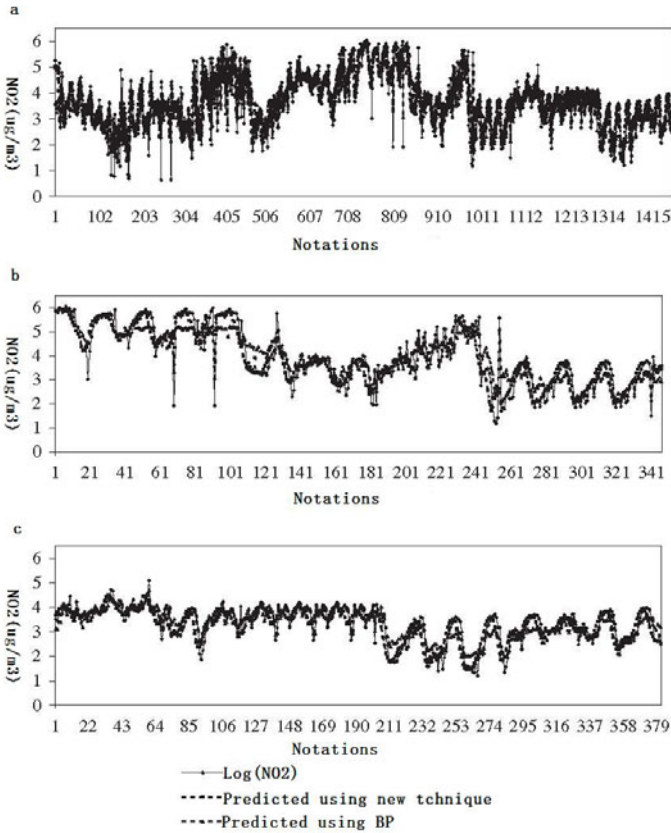 a
NO2(ug/m3)
6
5
4
3
2
1
0
1 102 203 304 405 506 607 708 809 910 1011 1112 1213 1314 1415
Notations
b
NO2(ug/m3)
6
5
4
3
2
1
0
1 21 41 61 81 101 121 141 161 181 201 221 241 261 281 301 321 341
Notations
c
NO2(ug/m3)
6
5
4
3
2
1
0
1 22 43 64 85 106 127 148 169 190 211 232 253 274 295 316 337 358 379
Notations
Log(NO2)
Predicted using new tchnique
Predicted using BP